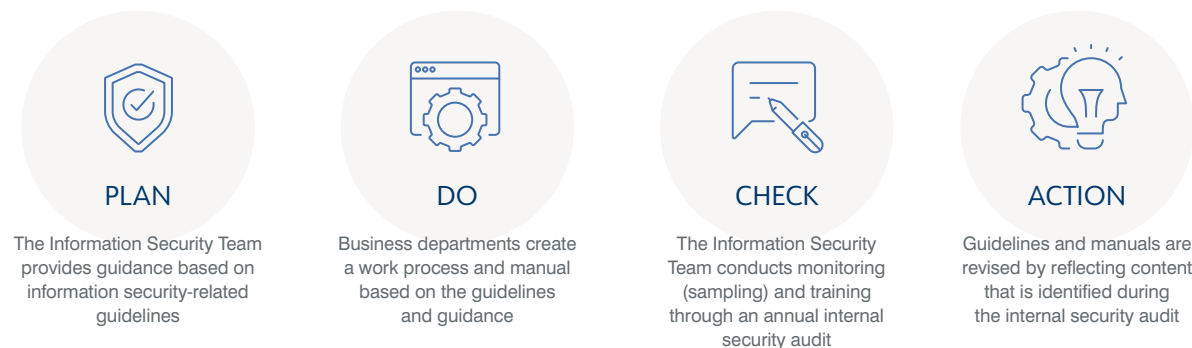 PLAN
The Information Security Team
provides guidance based on
information security-related
guidelines
DO
Business departments create
a work process and manual
based on the guidelines
and guidance
CHECK
The Information Security
Team conducts monitoring
(sampling) and training
through an annual internal
security audit
ACTION
Guidelines and manuals are
revised by reflecting content
that is identified during
the internal security audit